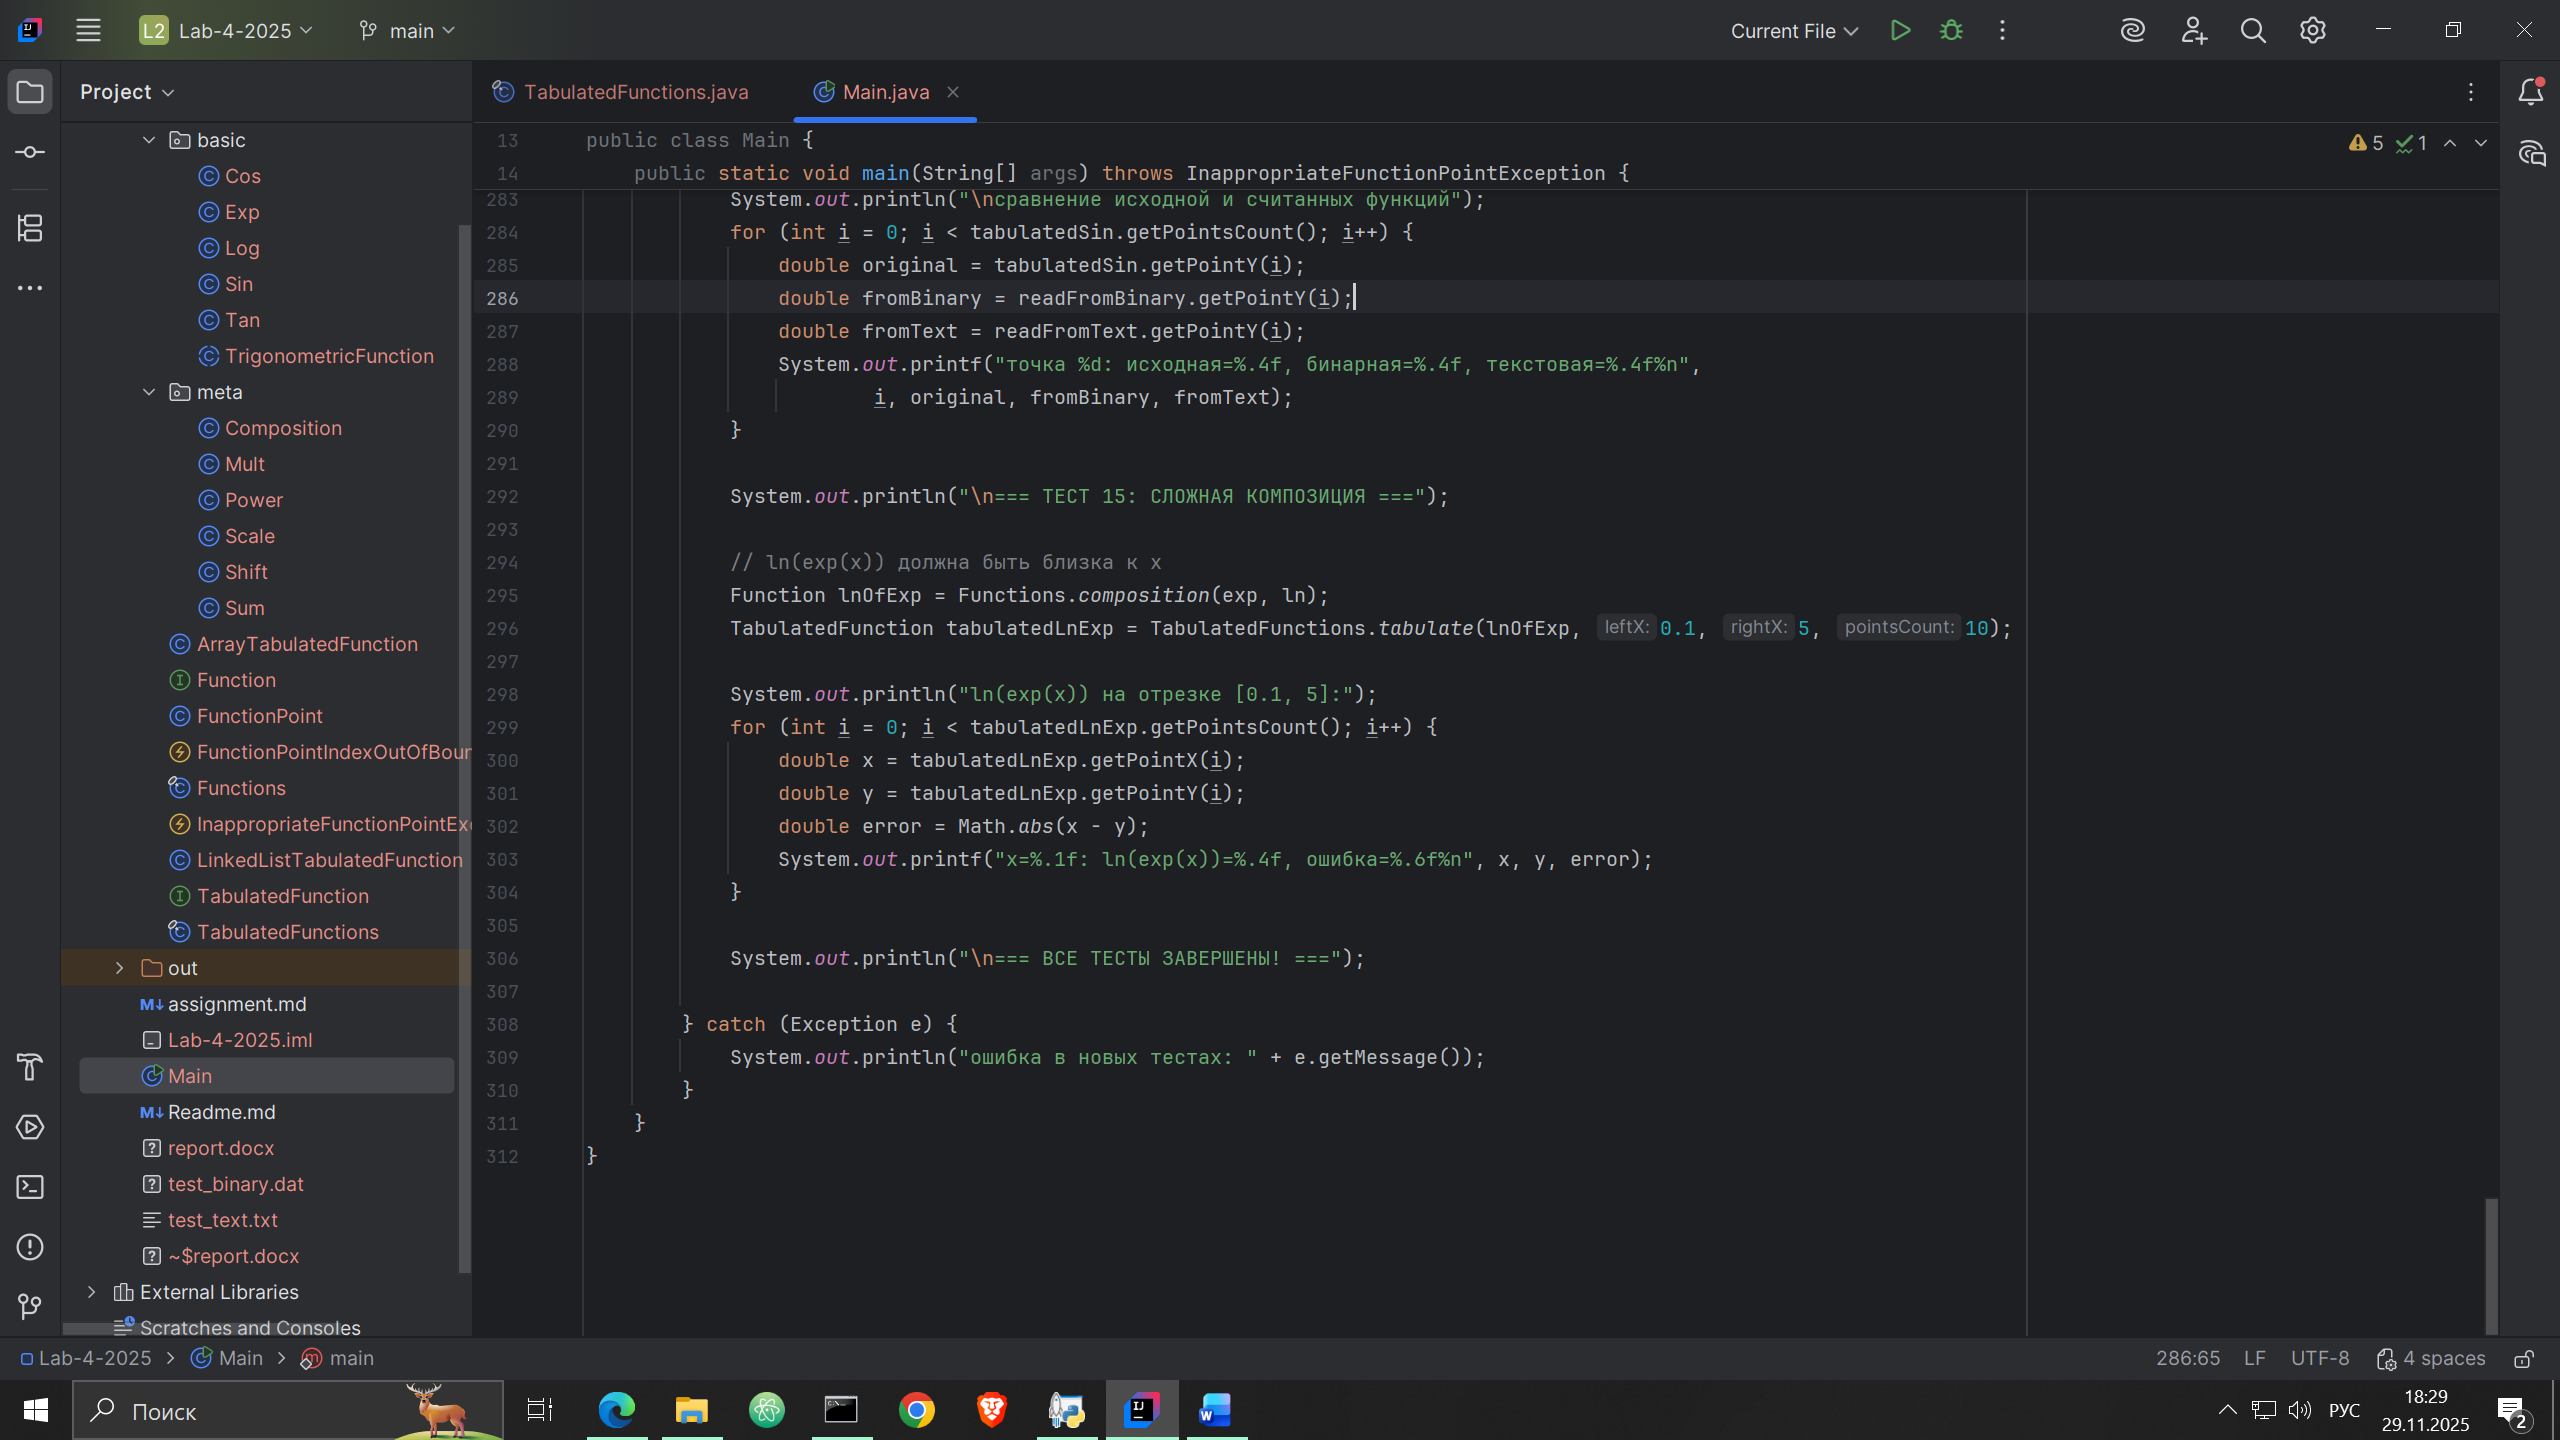 L2 Lab-4-2025 main Current File
Project
basic
Cos
Exp
Log
Sin
Tan
TrigonometricFunction
meta
Composition
Mult
Power
Scale
Shift
Sum
ArrayTabulatedFunction
Function
FunctionPoint
FunctionPointIndexOutOfBour
Functions
InappropriateFunctionPointExc
LinkedListTabulatedFunction
TabulatedFunction
TabulatedFunctions
out
M↓ assignment.md
Lab-4-2025.iml
Main
M↓ Readme.md
report.docx
test_binary.dat
test_text.txt
~$report.docx
External Libraries
Scratches and Consoles
TabulatedFunctions.java Main.java
5 1
13 public class Main {
14 public static void main(String[] args) throws InappropriateFunctionPointException {
283 System.out.println("\nсравнение исходной и считанных функций");
284 for (int i = 0; i < tabulatedSin.getPointsCount(); i++) {
285 double original = tabulatedSin.getPointY(i);
286 double fromBinary = readFromBinary.getPointY(i);
287 double fromText = readFromText.getPointY(i);
288 System.out.printf("точка %d: исходная=%.4f, бинарная=%.4f, текстовая=%.4f%n",
289 i, original, fromBinary, fromText);
290 }
291
292 System.out.println("\n=== ТЕСТ 15: СЛОЖНАЯ КОМПОЗИЦИЯ ===");
293
294 // ln(exp(x)) должна быть близка к x
295 Function lnOfExp = Functions.composition(exp, ln);
296 TabulatedFunction tabulatedLnExp = TabulatedFunctions.tabulate(lnOfExp, leftX: 0.1, rightX: 5, pointsCount: 10);
297
298 System.out.println("ln(exp(x)) на отрезке [0.1, 5]:");
299 for (int i = 0; i < tabulatedLnExp.getPointsCount(); i++) {
300 double x = tabulatedLnExp.getPointX(i);
301 double y = tabulatedLnExp.getPointY(i);
302 double error = Math.abs(x - y);
303 System.out.printf("x=%.1f: ln(exp(x))=%.4f, ошибка=%.6f%n", x, y, error);
304 }
305
306 System.out.println("\n=== ВСЕ ТЕСТЫ ЗАВЕРШЕНЫ! ===");
307
308 } catch (Exception e) {
309 System.out.println("ошибка в новых тестах: " + e.getMessage());
310 }
311 }
312 }
Lab-4-2025 > Main > main 286:65 LF UTF-8 4 spaces
Поиск РУС 18:29
29.11.2025 2